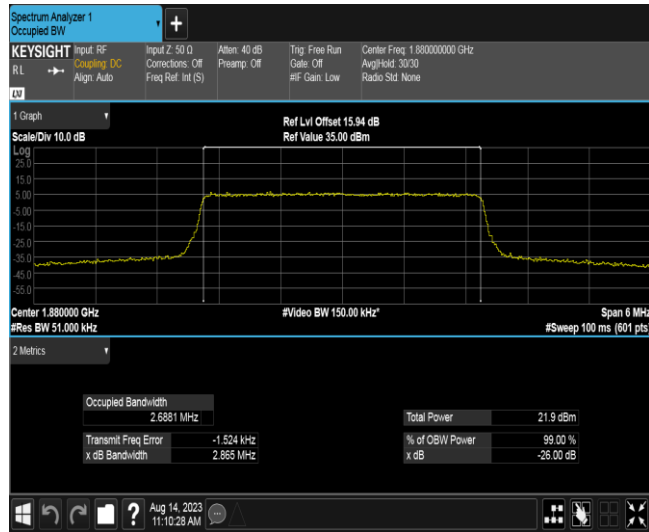 Spectrum Analyzer 1
Occupied BW
+
KEYSIGHT Input: RF Input Z: 50 Ω Atten: 40 dB Trig: Free Run Center Freq: 1.880000000 GHz
RL Coupling: DC Corrections: Off Preamp: Off Gate: Off Avg|Hold: 30/30
Align: Auto Freq Ref: Int (S) #IF Gain: Low Radio Std: None
LXI
1 Graph
Ref Lvl Offset 15.94 dB
Scale/Div 10.0 dB Ref Value 35.00 dBm
Log
25.0
15.0
5.00
-5.00
-15.0
-25.0
-35.0
-45.0
-55.0
Center 1.880000 GHz #Video BW 150.00 kHz* Span 6 MHz
#Res BW 51.000 kHz #Sweep 100 ms (601 pts)
2 Metrics
Occupied Bandwidth
2.6881 MHz Total Power 21.9 dBm
Transmit Freq Error -1.524 kHz % of OBW Power 99.00 %
x dB Bandwidth 2.865 MHz x dB -26.00 dB
? Aug 14, 2023
11:10:28 AM